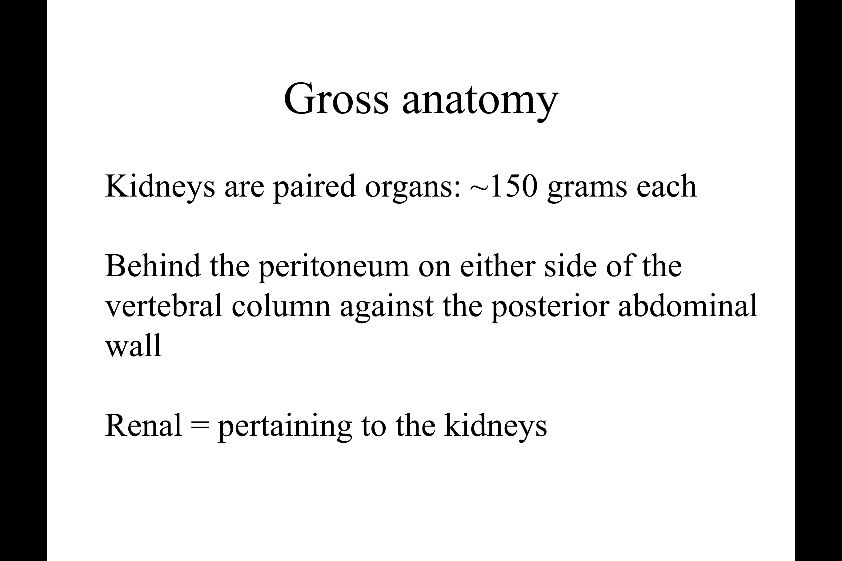 Gross anatomy
Kidneys are paired organs: ~150 grams each
Behind the peritoneum on either side of the
vertebral column against the posterior abdominal
wall
Renal = pertaining to the kidneys